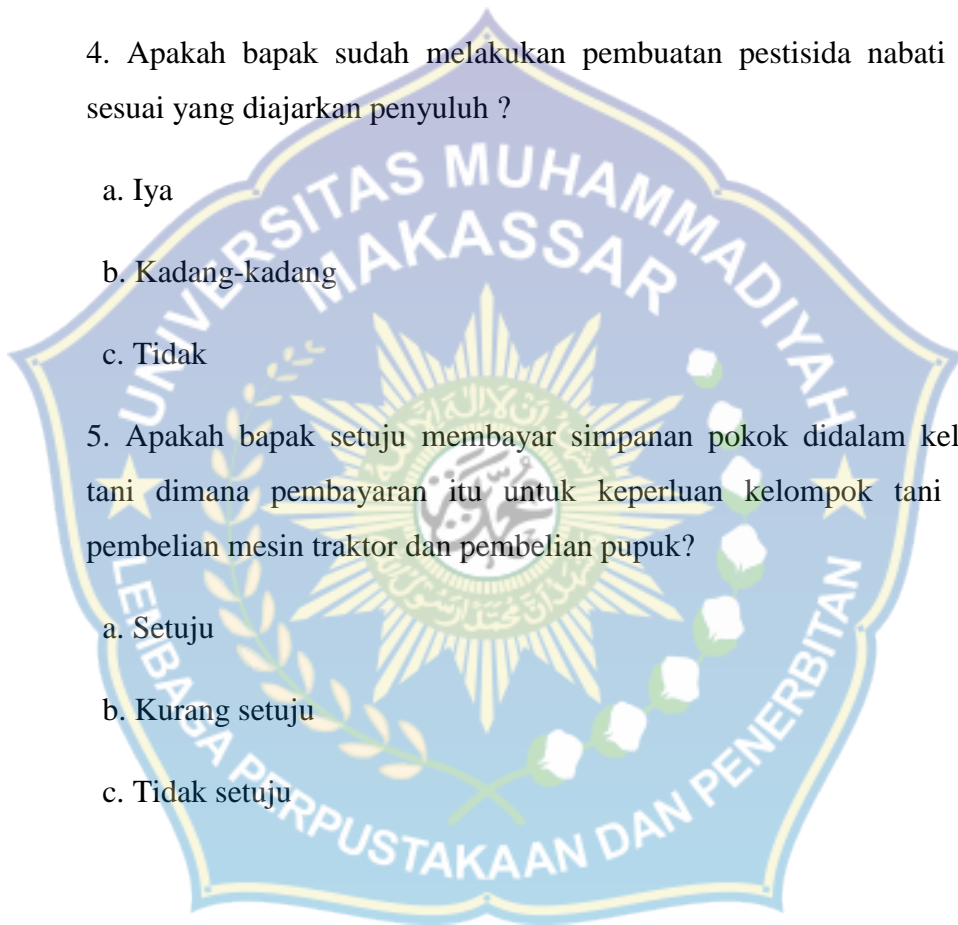 4. Apakah bapak sudah melakukan pembuatan pestisida nabati
sesuai yang diajarkan penyuluh ?
a. Iya
b. Kadang-kadang
c. Tidak
5. Apakah bapak setuju membayar simpanan pokok didalam kel
tani dimana pembayaran itu untuk keperluan kelompok tani
pembelian mesin traktor dan pembelian pupuk?
a. Setuju
b. Kurang setuju
c. Tidak setuju
UNIVERSITAS MUHAMMADIYAH
MAKASSAR
LEMBAGA PERPUSTAKAAN DAN PENERBITAN